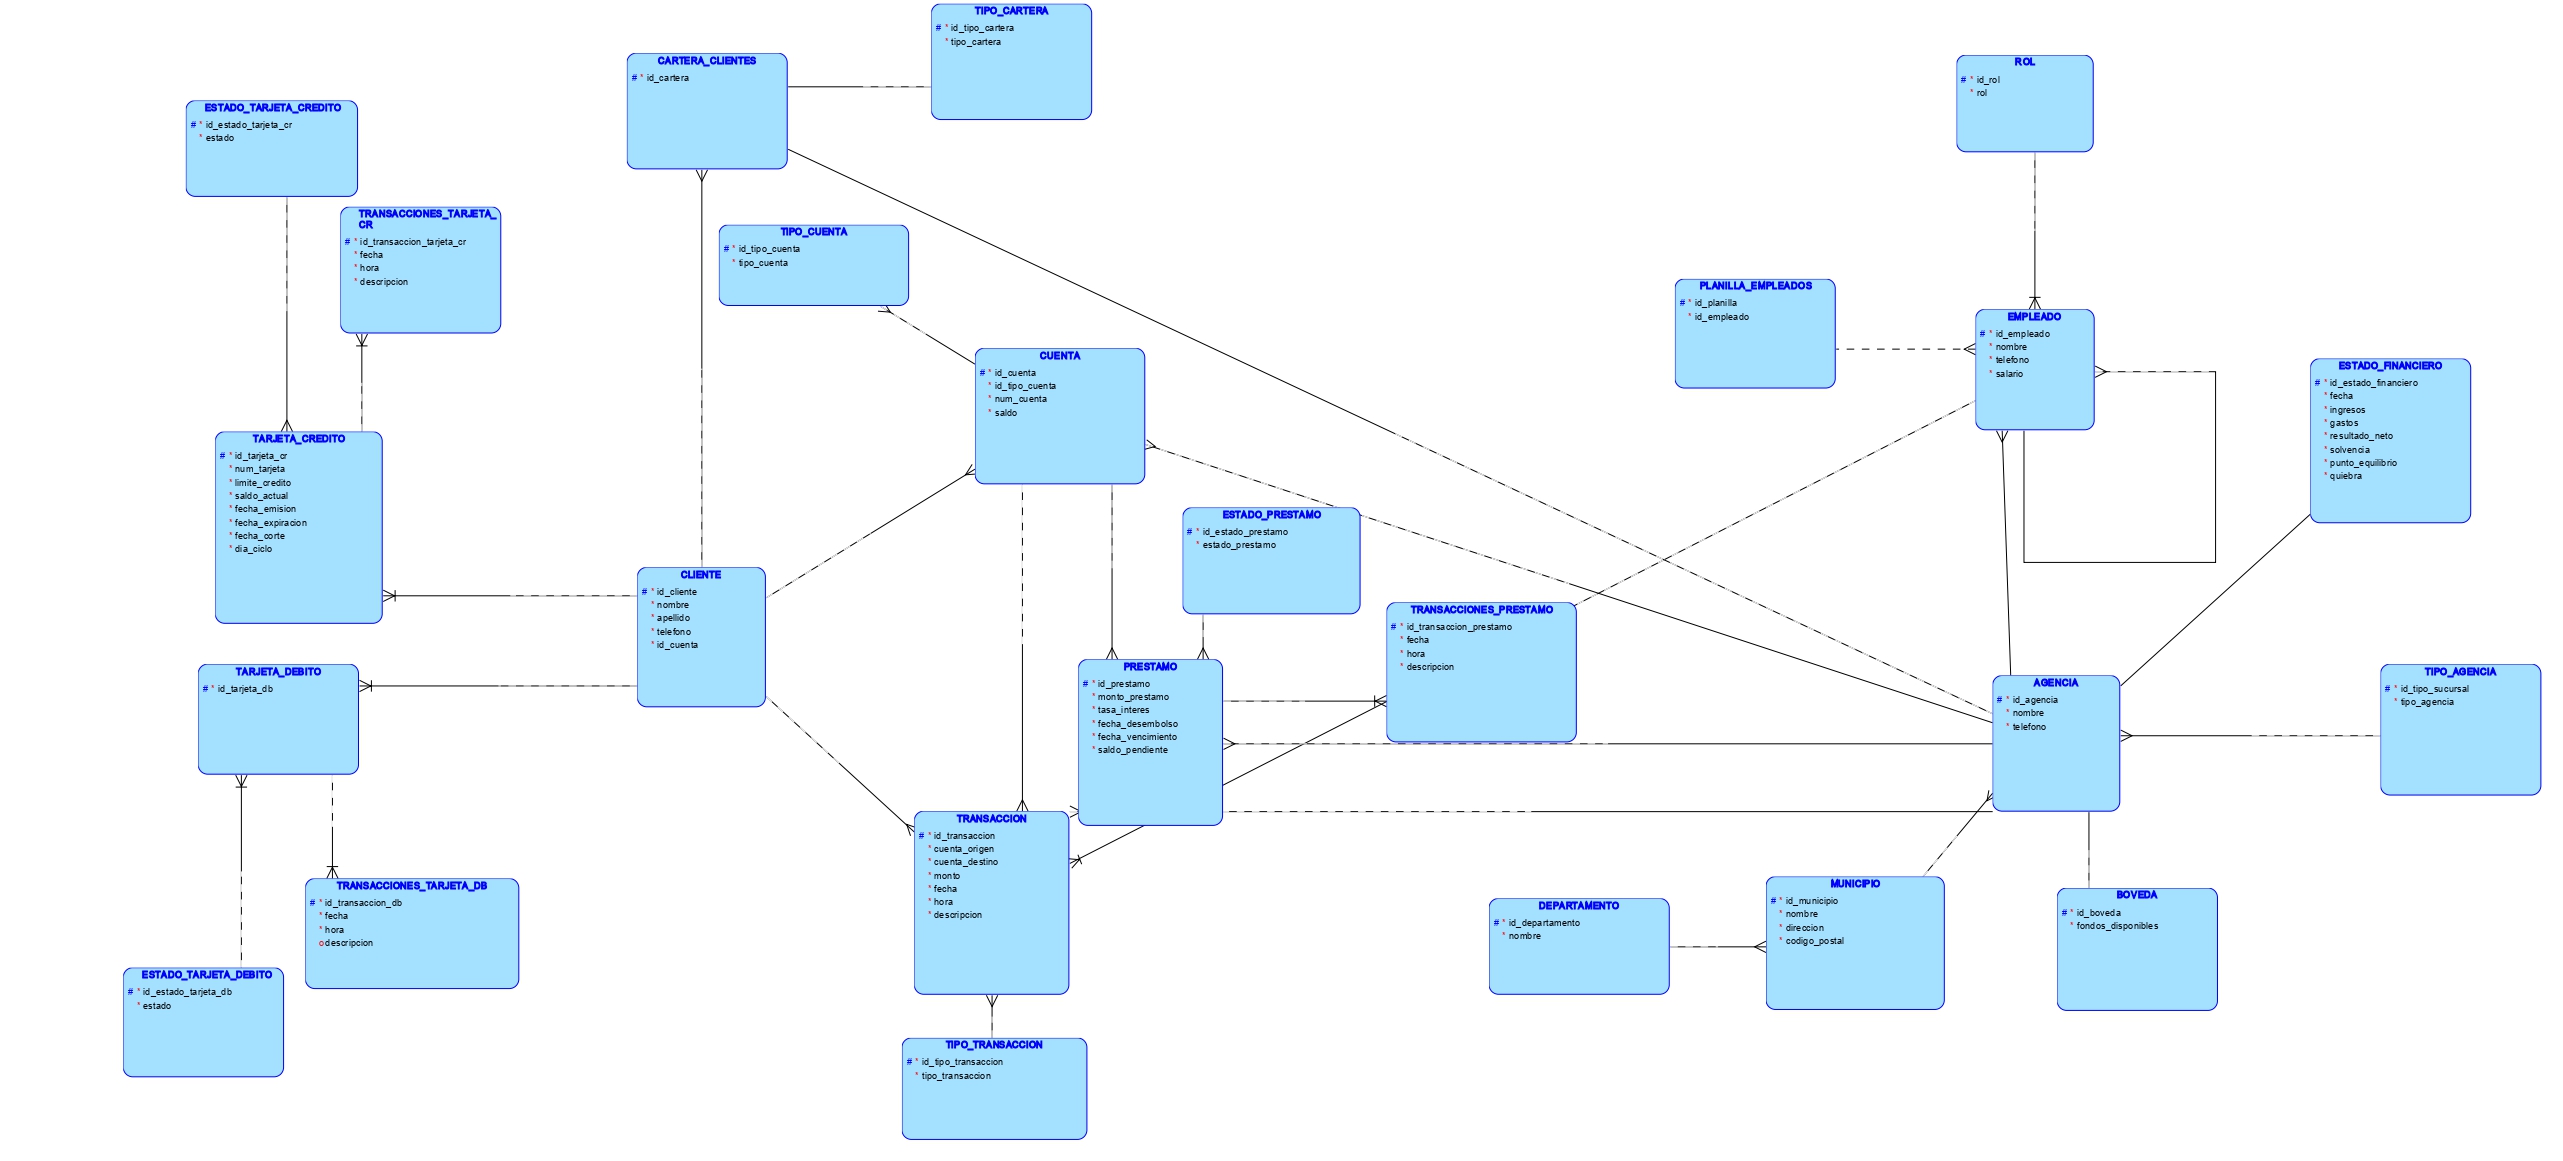 TIPO_CARTERA
# * id_tipo_cartera
* tipo_cartera
CARTERA_CLIENTES
# * id_cartera
ROL
# * id_rol
* rol
ESTADO_TARJETA_CREDITO
# * id_estado_tarjeta_cr
* estado
TRANSACCIONES_TARJETA_
CR
# * id_transaccion_tarjeta_cr
* fecha
* hora
* descripcion
TIPO_CUENTA
# * id_tipo_cuenta
* tipo_cuenta
PLANILLA_EMPLEADOS
# * id_planilla
* id_empleado
EMPLEADO
# * id_empleado
* nombre
* telefono
* salario
CUENTA
# * id_cuenta
* id_tipo_cuenta
* num_cuenta
* saldo
ESTADO_FINANCIERO
# * id_estado_financiero
* fecha
* ingresos
* gastos
* resultado_neto
* solvencia
* punto_equilibrio
* quiebra
TARJETA_CREDITO
# * id_tarjeta_cr
* num_tarjeta
* limite_credito
* saldo_actual
* fecha_emision
* fecha_expiracion
* fecha_corte
* dia_ciclo
ESTADO_PRESTAMO
# * id_estado_prestamo
* estado_prestamo
CLIENTE
# * id_cliente
* nombre
* apellido
* telefono
* id_cuenta
TRANSACCIONES_PRESTAMO
# * id_transaccion_prestamo
* fecha
* hora
* descripcion
PRESTAMO
# * id_prestamo
* monto_prestamo
* tasa_interes
* fecha_desembolso
* fecha_vencimiento
* saldo_pendiente
TARJETA_DEBITO
# * id_tarjeta_db
AGENCIA
# * id_agencia
* nombre
* telefono
TIPO_AGENCIA
# * id_tipo_sucursal
* tipo_agencia
TRANSACCION
# * id_transaccion
* cuenta_origen
* cuenta_destino
* monto
* fecha
* hora
* descripcion
TRANSACCIONES_TARJETA_DB
# * id_transaccion_db
* fecha
* hora
o descripcion
MUNICIPIO
# * id_municipio
* nombre
* direccion
* codigo_postal
BOVEDA
# * id_boveda
* fondos_disponibles
DEPARTAMENTO
# * id_departamento
* nombre
ESTADO_TARJETA_DEBITO
# * id_estado_tarjeta_db
* estado
TIPO_TRANSACCION
# * id_tipo_transaccion
* tipo_transaccion